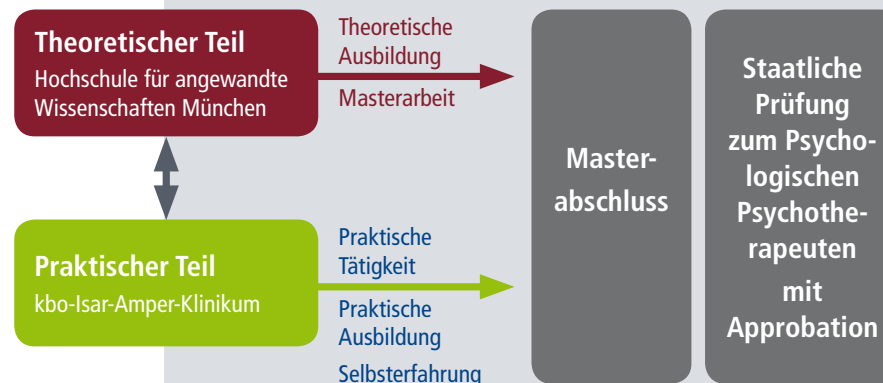 Theoretischer Teil
Hochschule für angewandte
Wissenschaften München
Theoretische
Ausbildung
Masterarbeit
Praktischer Teil
kbo-Isar-Amper-Klinikum
Praktische
Tätigkeit
Praktische
Ausbildung
Selbsterfahrung
Master-
abschluss
Staatliche
Prüfung
zum Psycho-
logischen
Psychothe-
rapeuten
mit
Approbation